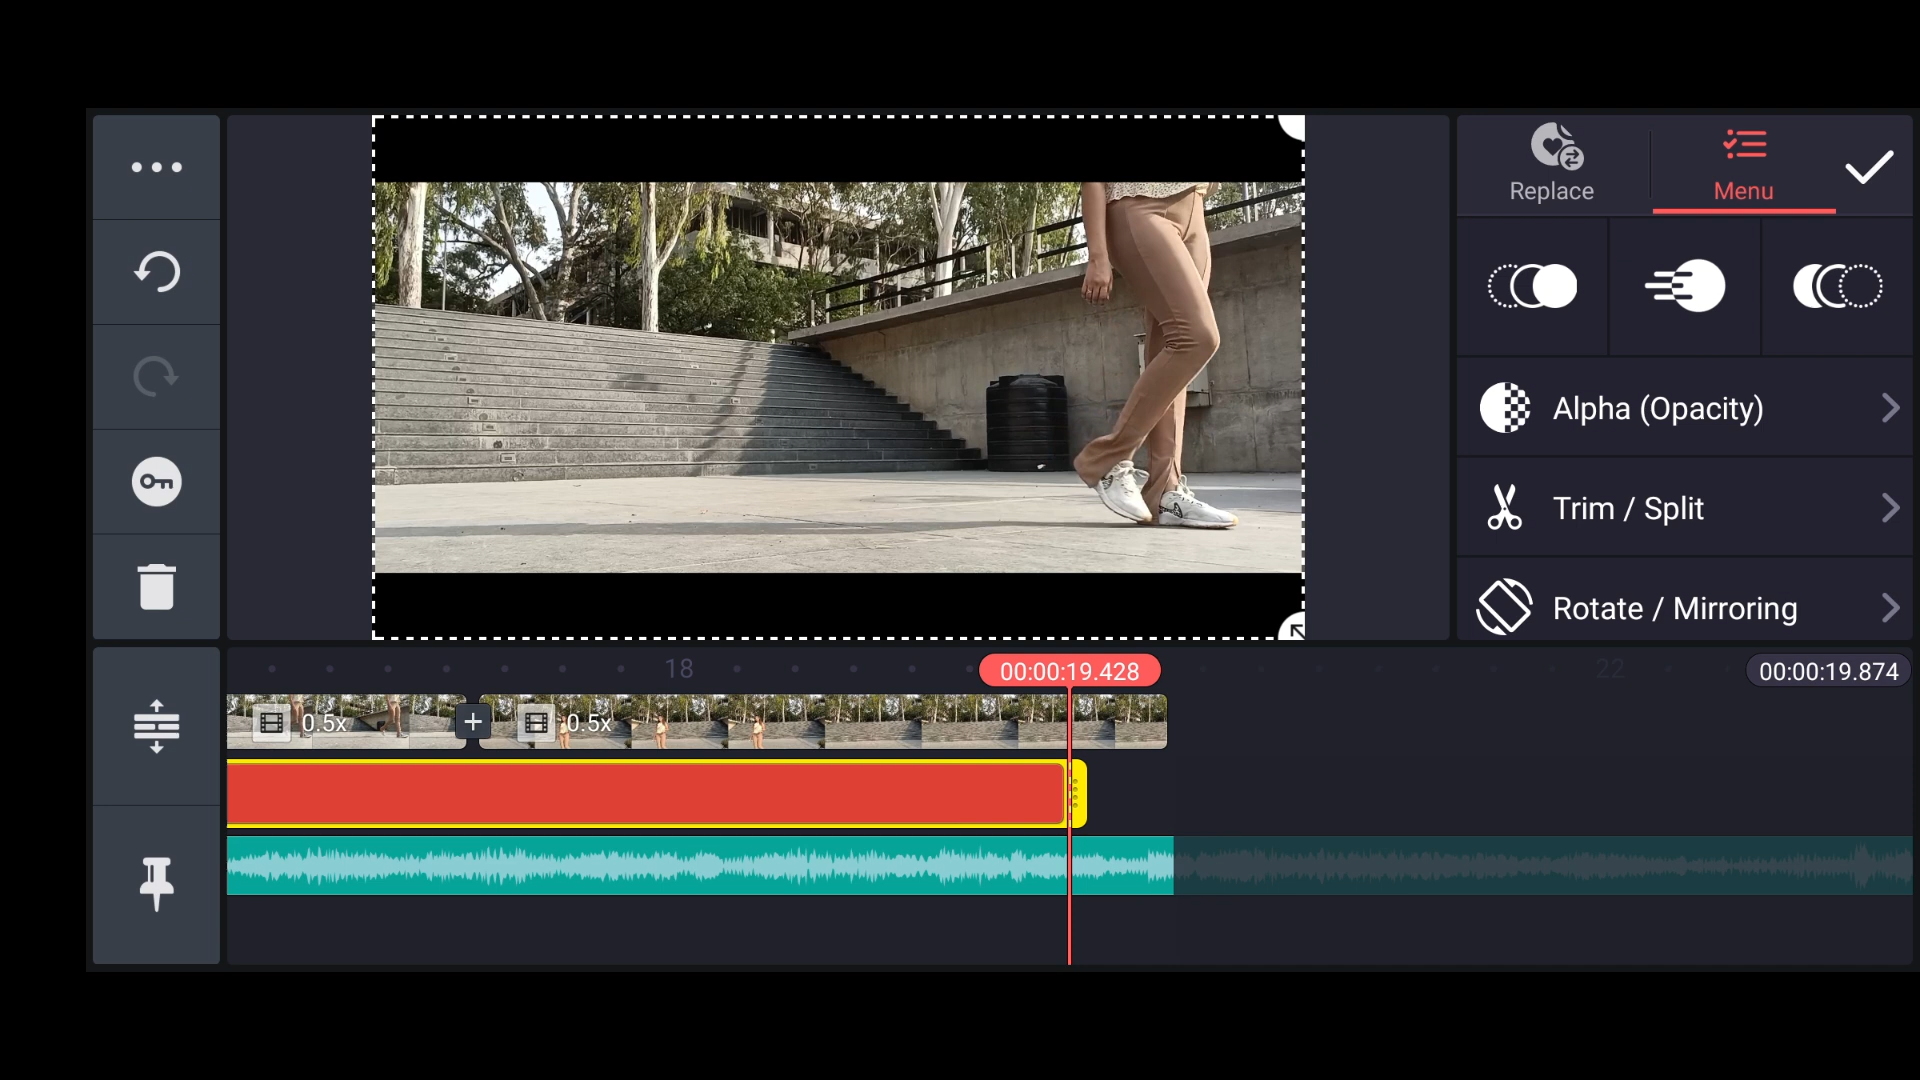 Replace
Menu
Alpha (Opacity)
Trim / Split
Rotate / Mirroring
18
00:00:19.428
22
00:00:19.874
0.5x
0.5x